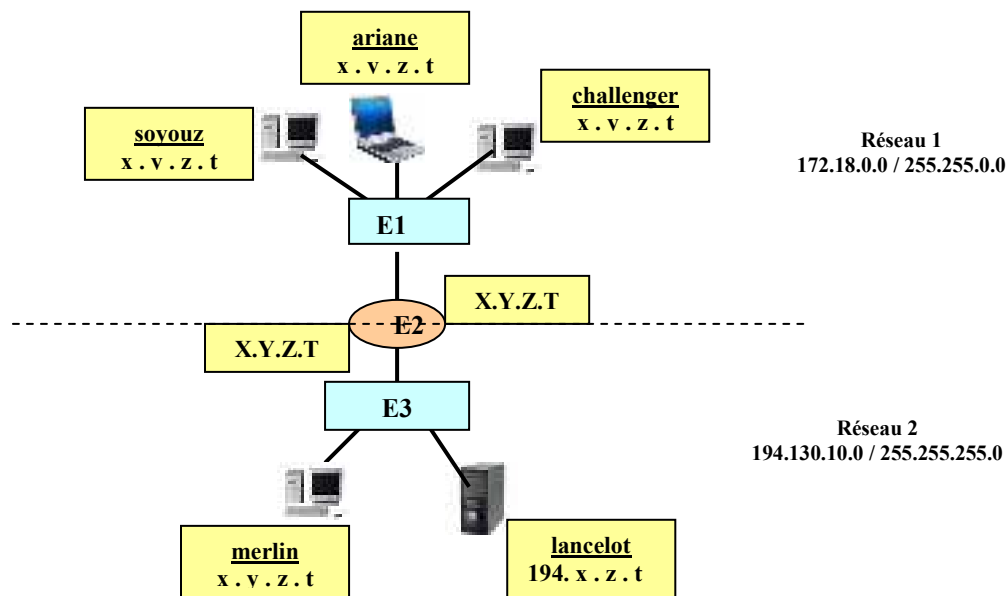 ariane
x . v . z . t
challenger
x . v . z . t
soyouz
x . v . z . t
Réseau 1
172.18.0.0 / 255.255.0.0
E1
X.Y.Z.T
E2
X.Y.Z.T
E3
Réseau 2
194.130.10.0 / 255.255.255.0
merlin
x . v . z . t
lancelot
194. x . z . t